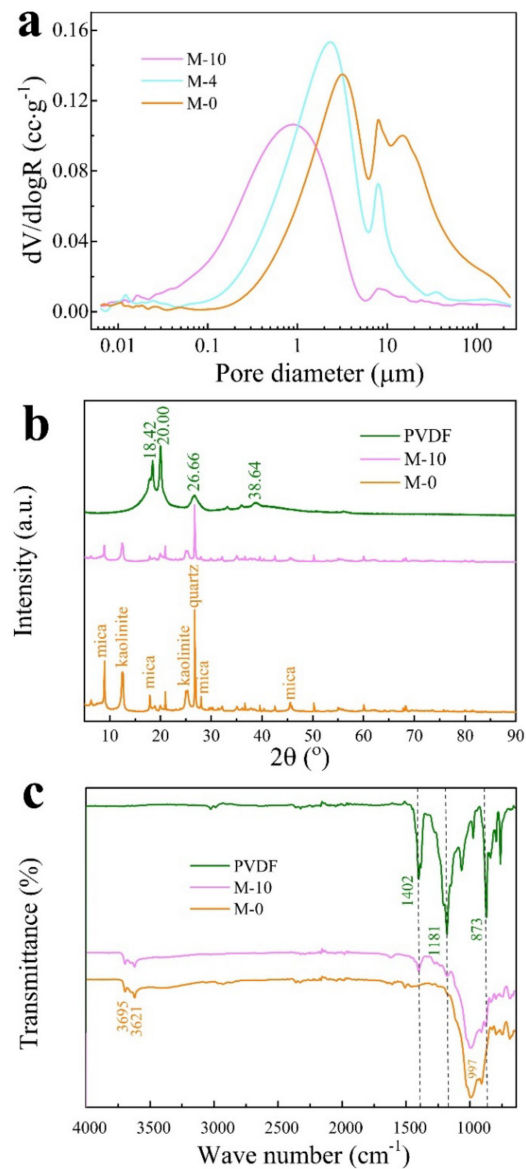 a
dV/dlogR (cc·g⁻¹)
0.16
0.12
0.08
0.04
0.00
M-10
M-4
M-0
0.01
0.1
1
10
100
Pore diameter (μm)
b
Intensity (a.u.)
18.42
20.00
26.66
38.64
PVDF
M-10
M-0
mica
kaolinite
mica
kaolinite
quartz
mica
mica
10
20
30
40
50
60
70
80
90
2θ (°)
c
Transmittance (%)
PVDF
M-10
M-0
1402
1181
873
3695
3621
997
4000
3500
3000
2500
2000
1500
1000
Wave number (cm⁻¹)